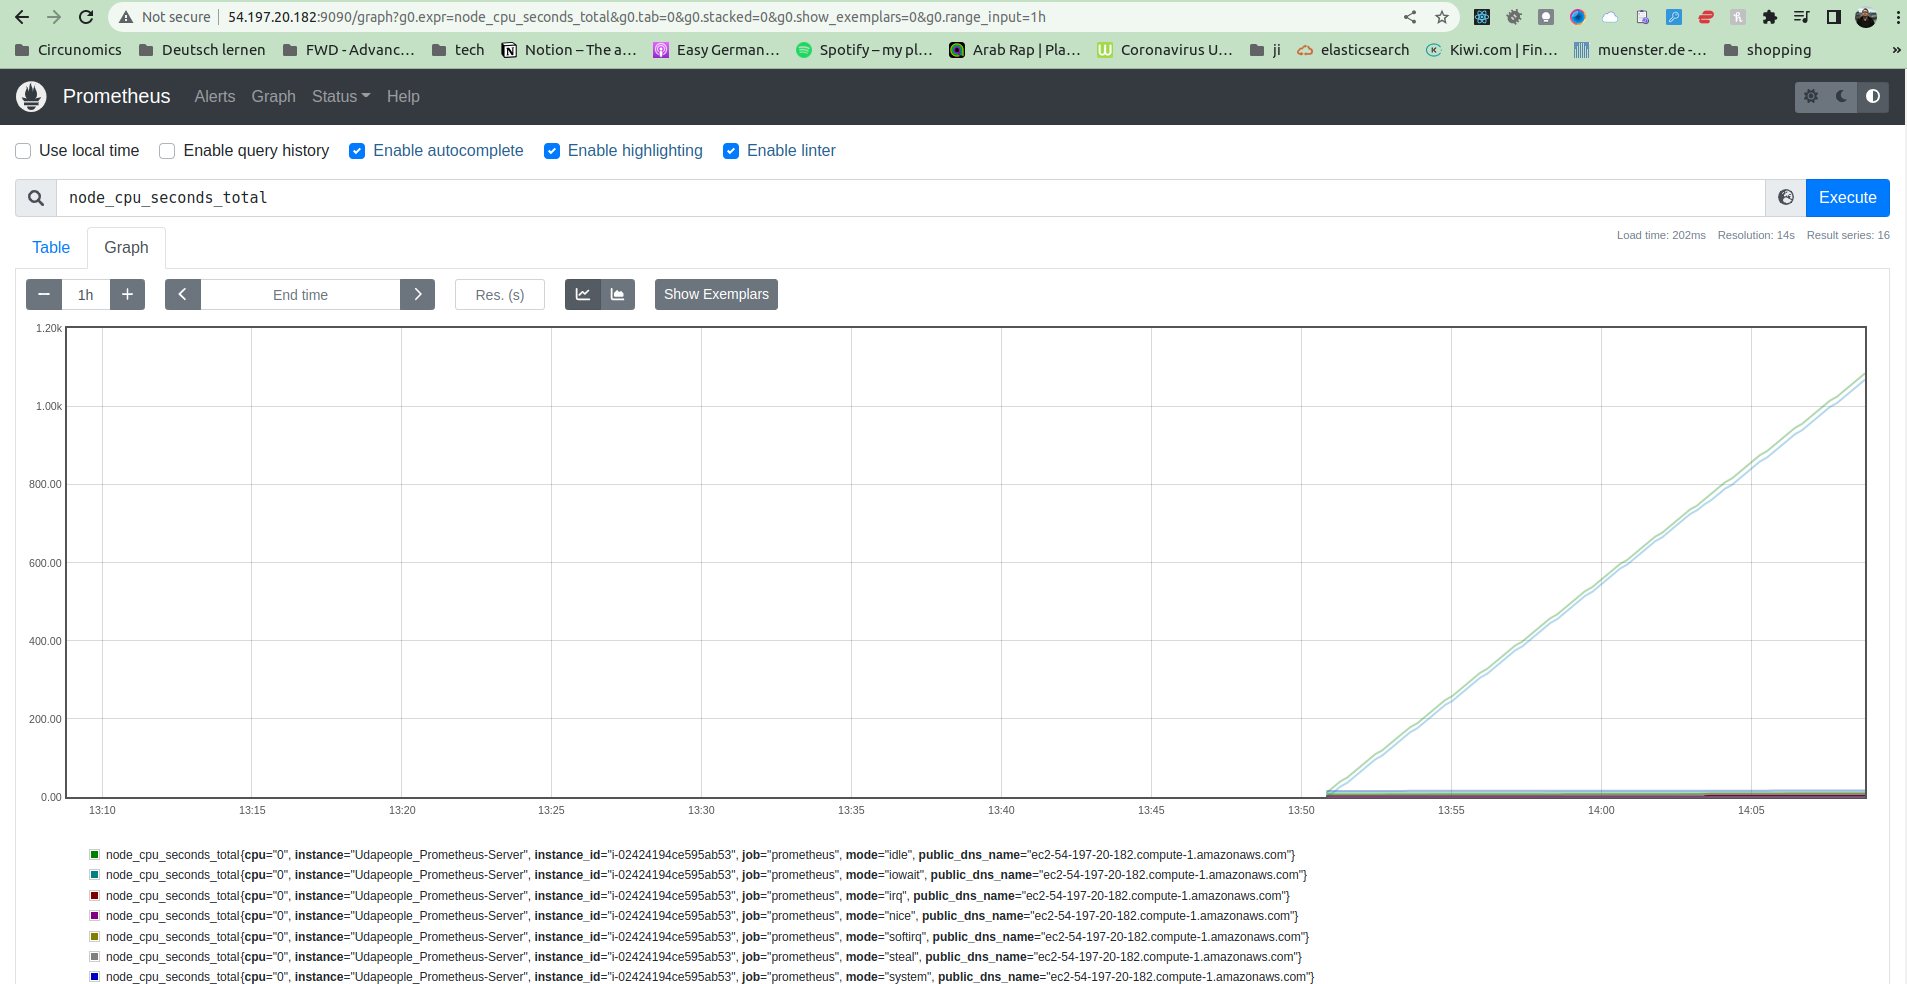 Not secure 54.197.20.182:9090/graph?g0.expr=node_cpu_seconds_total&g0.tab=0&g0.stacked=0&g0.show_exemplars=0&g0.range_input=1h
Circunomics Deutsch lernen FWD - Advanc... tech Notion – The a... Easy German... Spotify – my pl... Arab Rap | Pla... Coronavirus U... ji elasticsearch Kiwi.com | Fin... muenster.de -... shopping »
Prometheus Alerts Graph Status Help
Use local time Enable query history Enable autocomplete Enable highlighting Enable linter
node_cpu_seconds_total Execute
Table Graph Load time: 202ms Resolution: 14s Result series: 16
1h End time Res. (s) Show Exemplars
1.20k
1.00k
800.00
600.00
400.00
200.00
0.00
13:10 13:15 13:20 13:25 13:30 13:35 13:40 13:45 13:50 13:55 14:00 14:05
node_cpu_seconds_total{cpu="0", instance="Udapeople_Prometheus-Server", instance_id="i-02424194ce595ab53", job="prometheus", mode="idle", public_dns_name="ec2-54-197-20-182.compute-1.amazonaws.com"}
node_cpu_seconds_total{cpu="0", instance="Udapeople_Prometheus-Server", instance_id="i-02424194ce595ab53", job="prometheus", mode="iowait", public_dns_name="ec2-54-197-20-182.compute-1.amazonaws.com"}
node_cpu_seconds_total{cpu="0", instance="Udapeople_Prometheus-Server", instance_id="i-02424194ce595ab53", job="prometheus", mode="irq", public_dns_name="ec2-54-197-20-182.compute-1.amazonaws.com"}
node_cpu_seconds_total{cpu="0", instance="Udapeople_Prometheus-Server", instance_id="i-02424194ce595ab53", job="prometheus", mode="nice", public_dns_name="ec2-54-197-20-182.compute-1.amazonaws.com"}
node_cpu_seconds_total{cpu="0", instance="Udapeople_Prometheus-Server", instance_id="i-02424194ce595ab53", job="prometheus", mode="softirq", public_dns_name="ec2-54-197-20-182.compute-1.amazonaws.com"}
node_cpu_seconds_total{cpu="0", instance="Udapeople_Prometheus-Server", instance_id="i-02424194ce595ab53", job="prometheus", mode="steal", public_dns_name="ec2-54-197-20-182.compute-1.amazonaws.com"}
node_cpu_seconds_total{cpu="0", instance="Udapeople_Prometheus-Server", instance_id="i-02424194ce595ab53", job="prometheus", mode="system", public_dns_name="ec2-54-197-20-182.compute-1.amazonaws.com"}